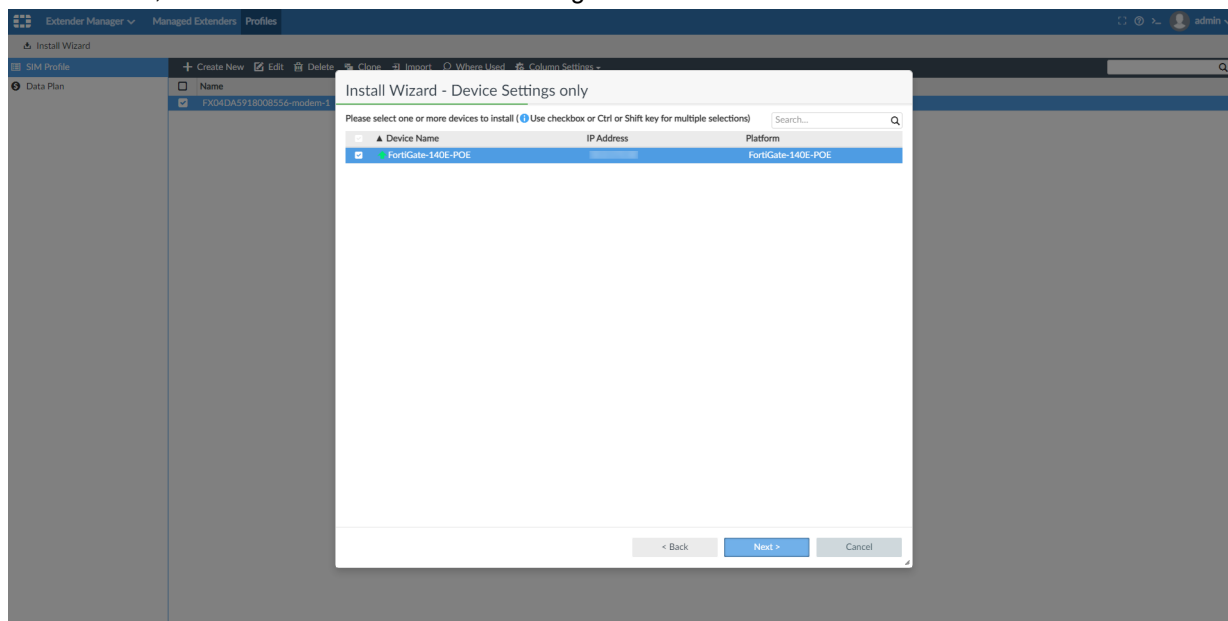 Extender Manager Managed Extenders Profiles admin
Install Wizard
SIM Profile + Create New Edit Delete Clone Import Where Used Column Settings
Data Plan Name
FX04DA5918008556-modem-1
Install Wizard - Device Settings only
Please select one or more devices to install ( Use checkbox or Ctrl or Shift key for multiple selections) Search...
▲ Device Name IP Address Platform
FortiGate-140E-POE FortiGate-140E-POE
< Back Next > Cancel